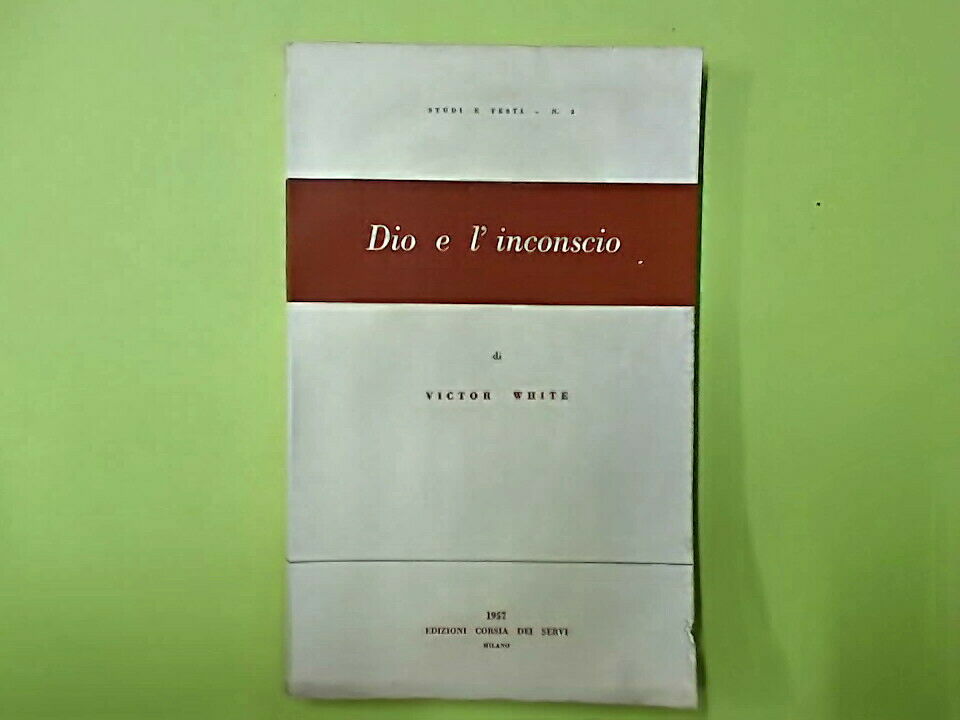 STUDI E TESTI - N. 2
Dio e l'inconscio
di
VICTOR WHITE
1957
EDIZIONI CORSIA DEI SERVI
MILANO